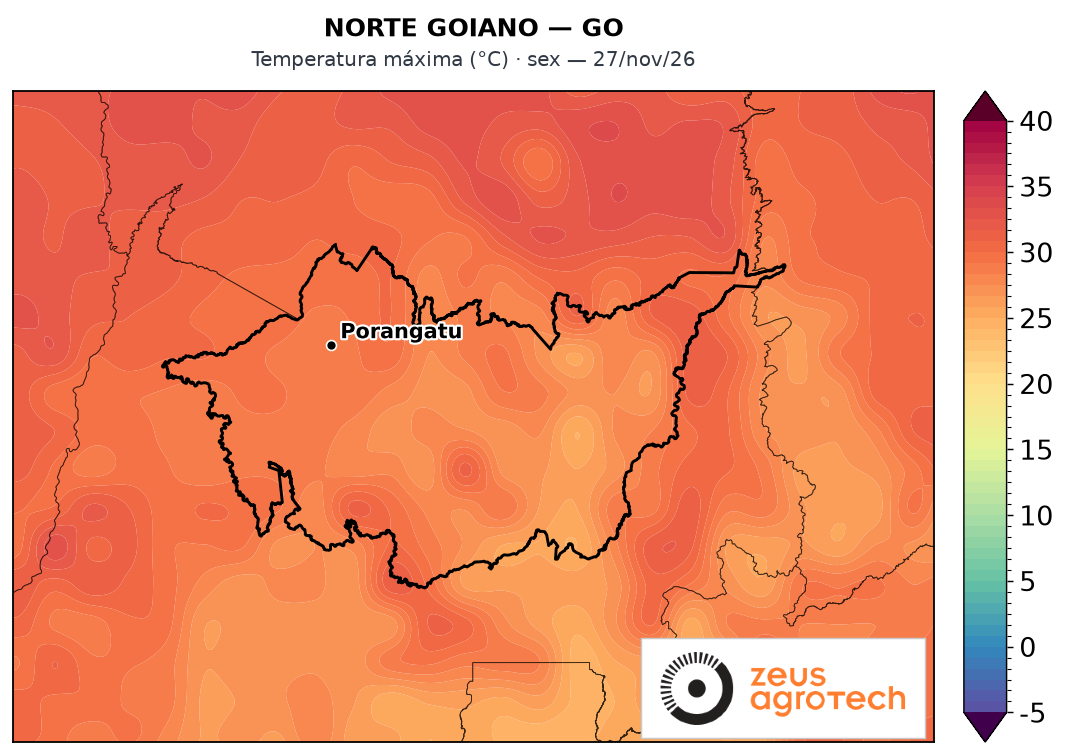 NORTE GOIANO — GO
Temperatura máxima (°C) · sex — 27/nov/26
Porangatu
40
35
30
25
20
15
10
5
0
-5
zeus
agrotech